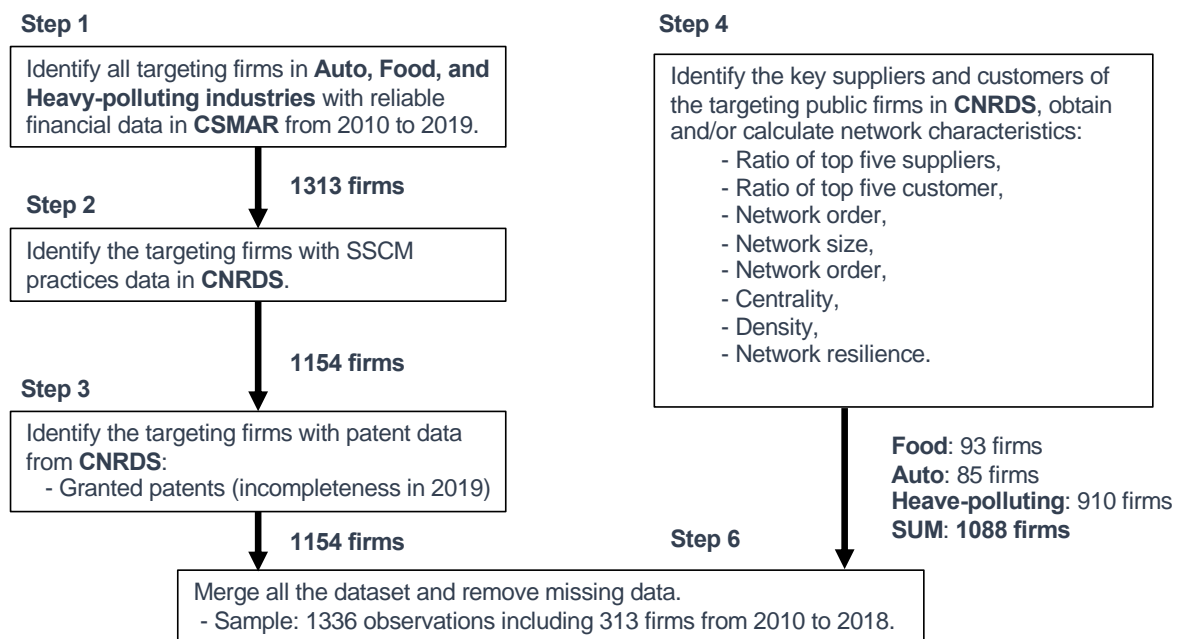 Step 1
Identify all targeting firms in Auto, Food, and
Heavy-polluting industries with reliable
financial data in CSMAR from 2010 to 2019.
1313 firms
Step 2
Identify the targeting firms with SSCM
practices data in CNRDS.
1154 firms
Step 3
Identify the targeting firms with patent data
from CNRDS:
- Granted patents (incompleteness in 2019)
1154 firms
Step 4
Identify the key suppliers and customers of
the targeting public firms in CNRDS, obtain
and/or calculate network characteristics:
- Ratio of top five suppliers,
- Ratio of top five customer,
- Network order,
- Network size,
- Network order,
- Centrality,
- Density,
- Network resilience.
Food: 93 firms
Auto: 85 firms
Heave-polluting: 910 firms
SUM: 1088 firms
Step 6
Merge all the dataset and remove missing data.
- Sample: 1336 observations including 313 firms from 2010 to 2018.